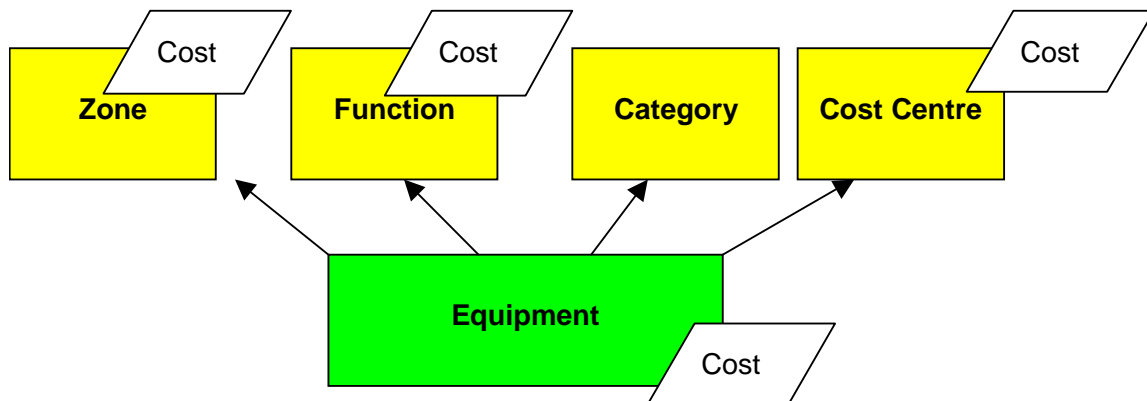 Cost
Cost
Cost
Zone
Function
Category
Cost Centre
Equipment
Cost